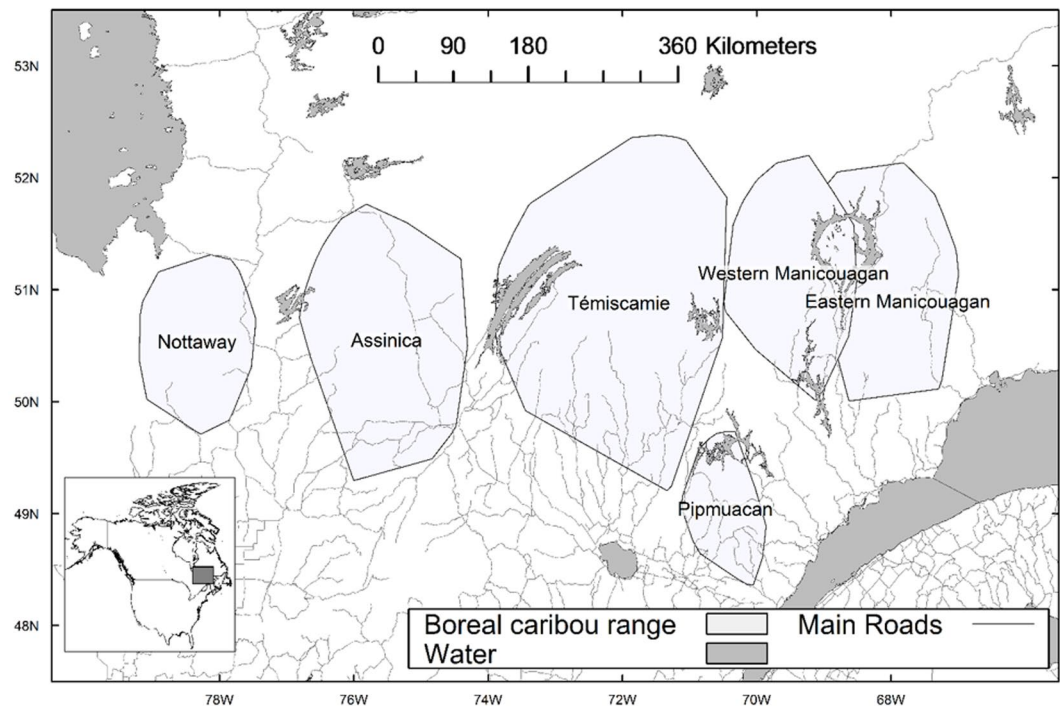 0 90 180 360 Kilometers
53N
52N
51N
50N
49N
48N
Western Manicouagan
Eastern Manicouagan
Témiscamie
Nottaway
Assinica
Pipmuacan
Boreal caribou range
Main Roads
Water
78W 76W 74W 72W 70W 68W